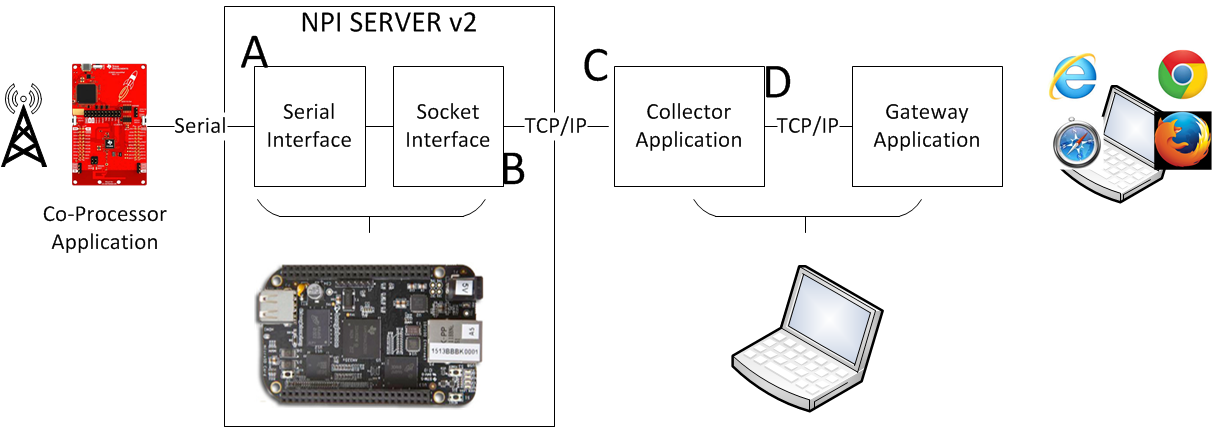 NPI SERVER v2
A
Serial
Interface
Socket
Interface
B
C
Collector
Application
D
Gateway
Application
Serial
TCP/IP
TCP/IP
Co-Processor
Application
5V
1513BBBK0001